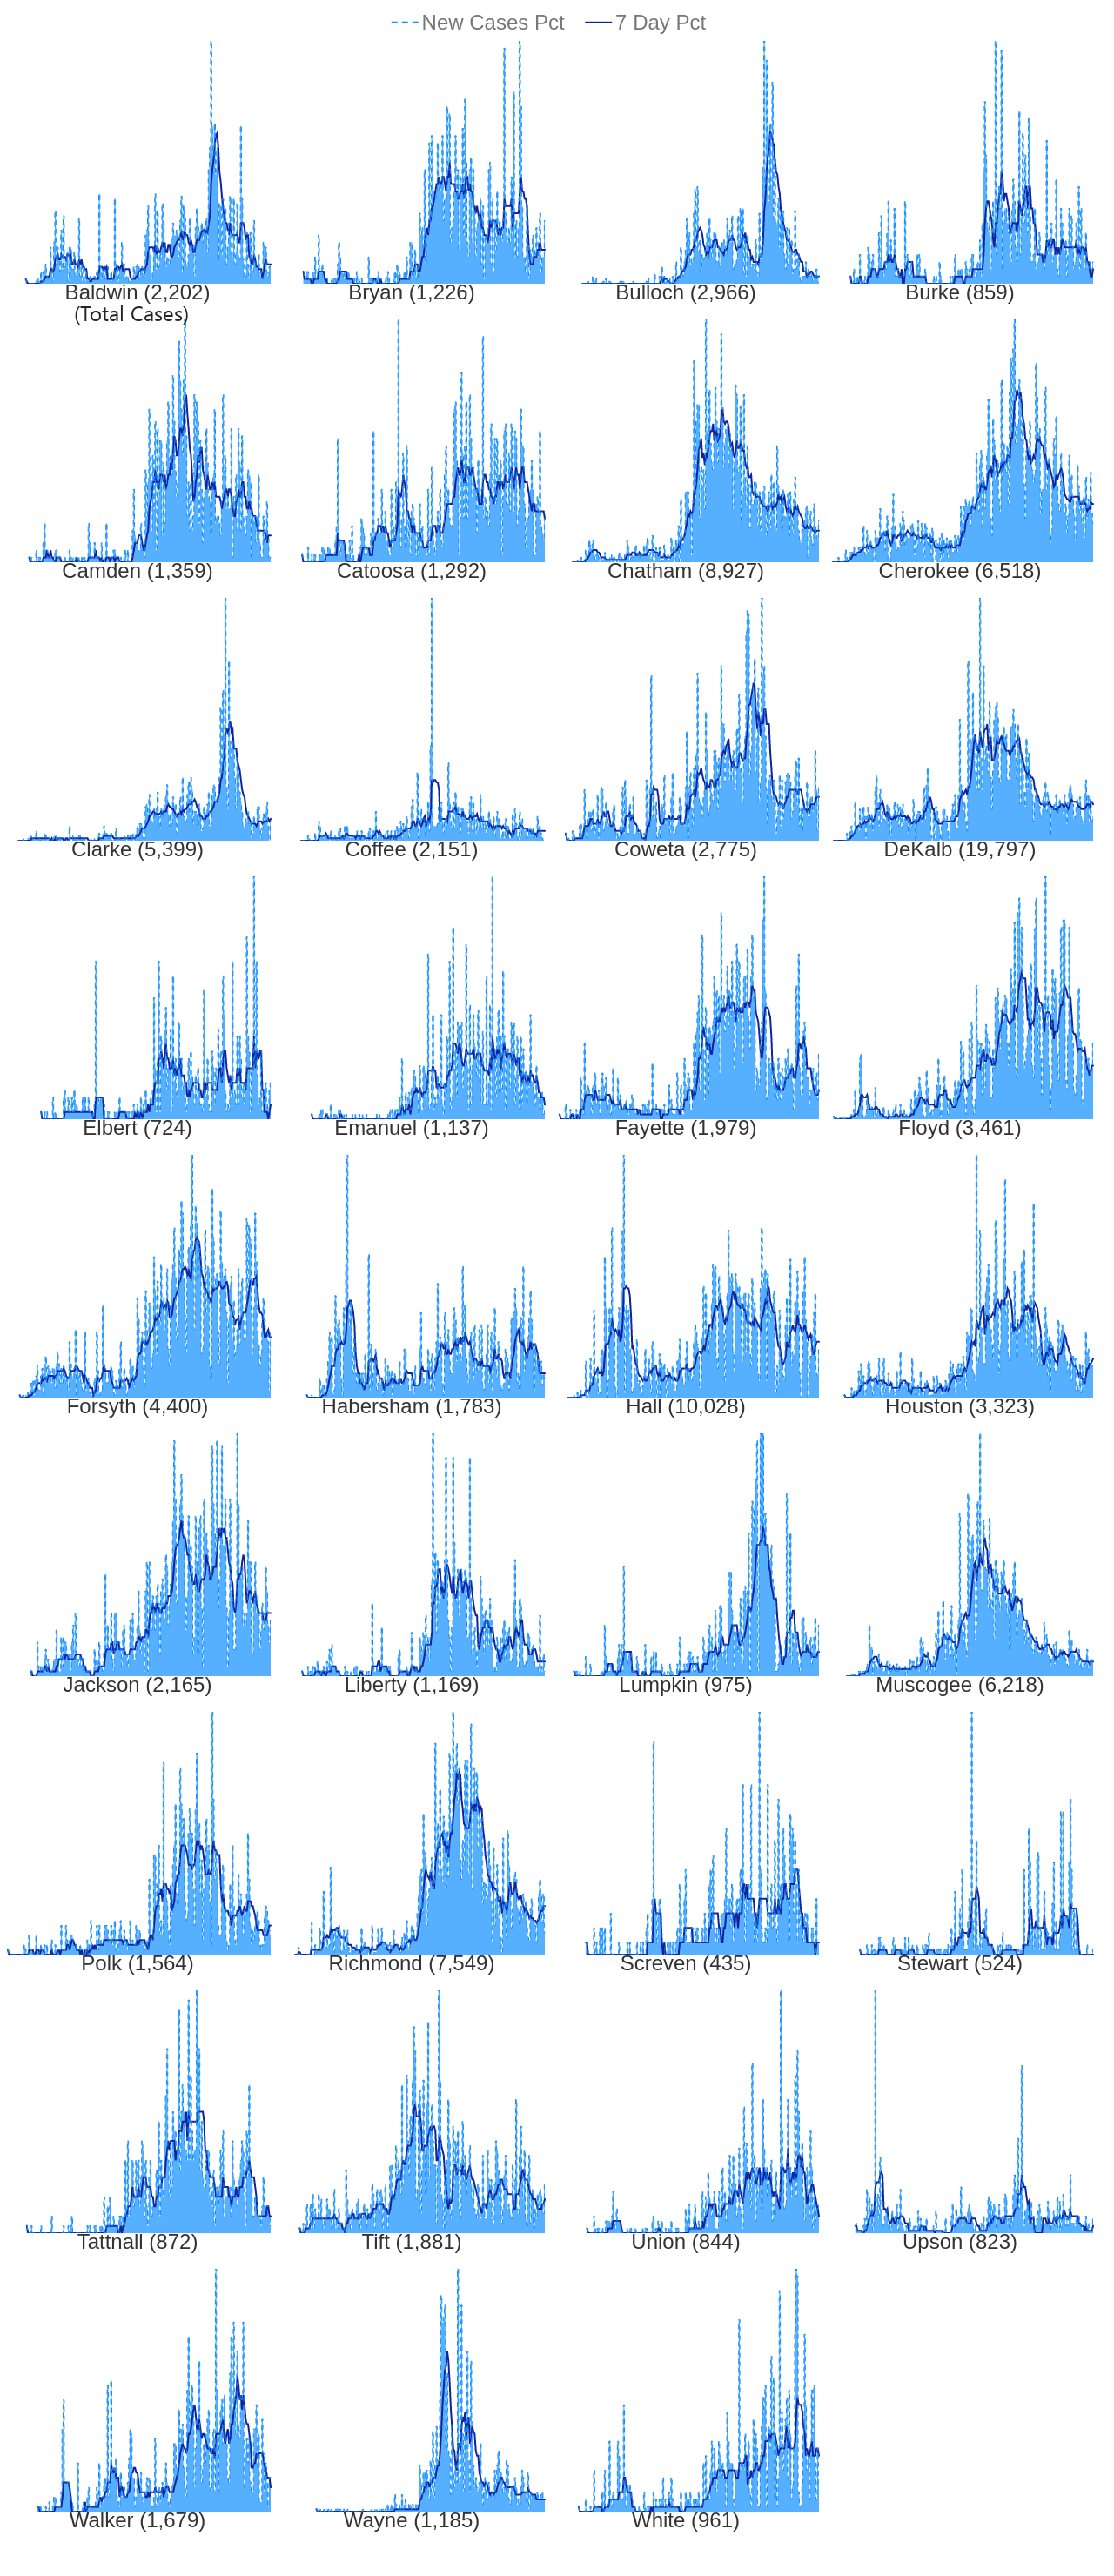 New Cases Pct 7 Day Pct
Baldwin (2,202) Bryan (1,226) Bulloch (2,966) Burke (859)
(Total Cases)
Camden (1,359) Catoosa (1,292) Chatham (8,927) Cherokee (6,518)
Clarke (5,399) Coffee (2,151) Coweta (2,775) DeKalb (19,797)
Elbert (724) Emanuel (1,137) Fayette (1,979) Floyd (3,461)
Forsyth (4,400) Habersham (1,783) Hall (10,028) Houston (3,323)
Jackson (2,165) Liberty (1,169) Lumpkin (975) Muscogee (6,218)
Polk (1,564) Richmond (7,549) Screven (435) Stewart (524)
Tattnall (872) Tift (1,881) Union (844) Upson (823)
Walker (1,679) Wayne (1,185) White (961)